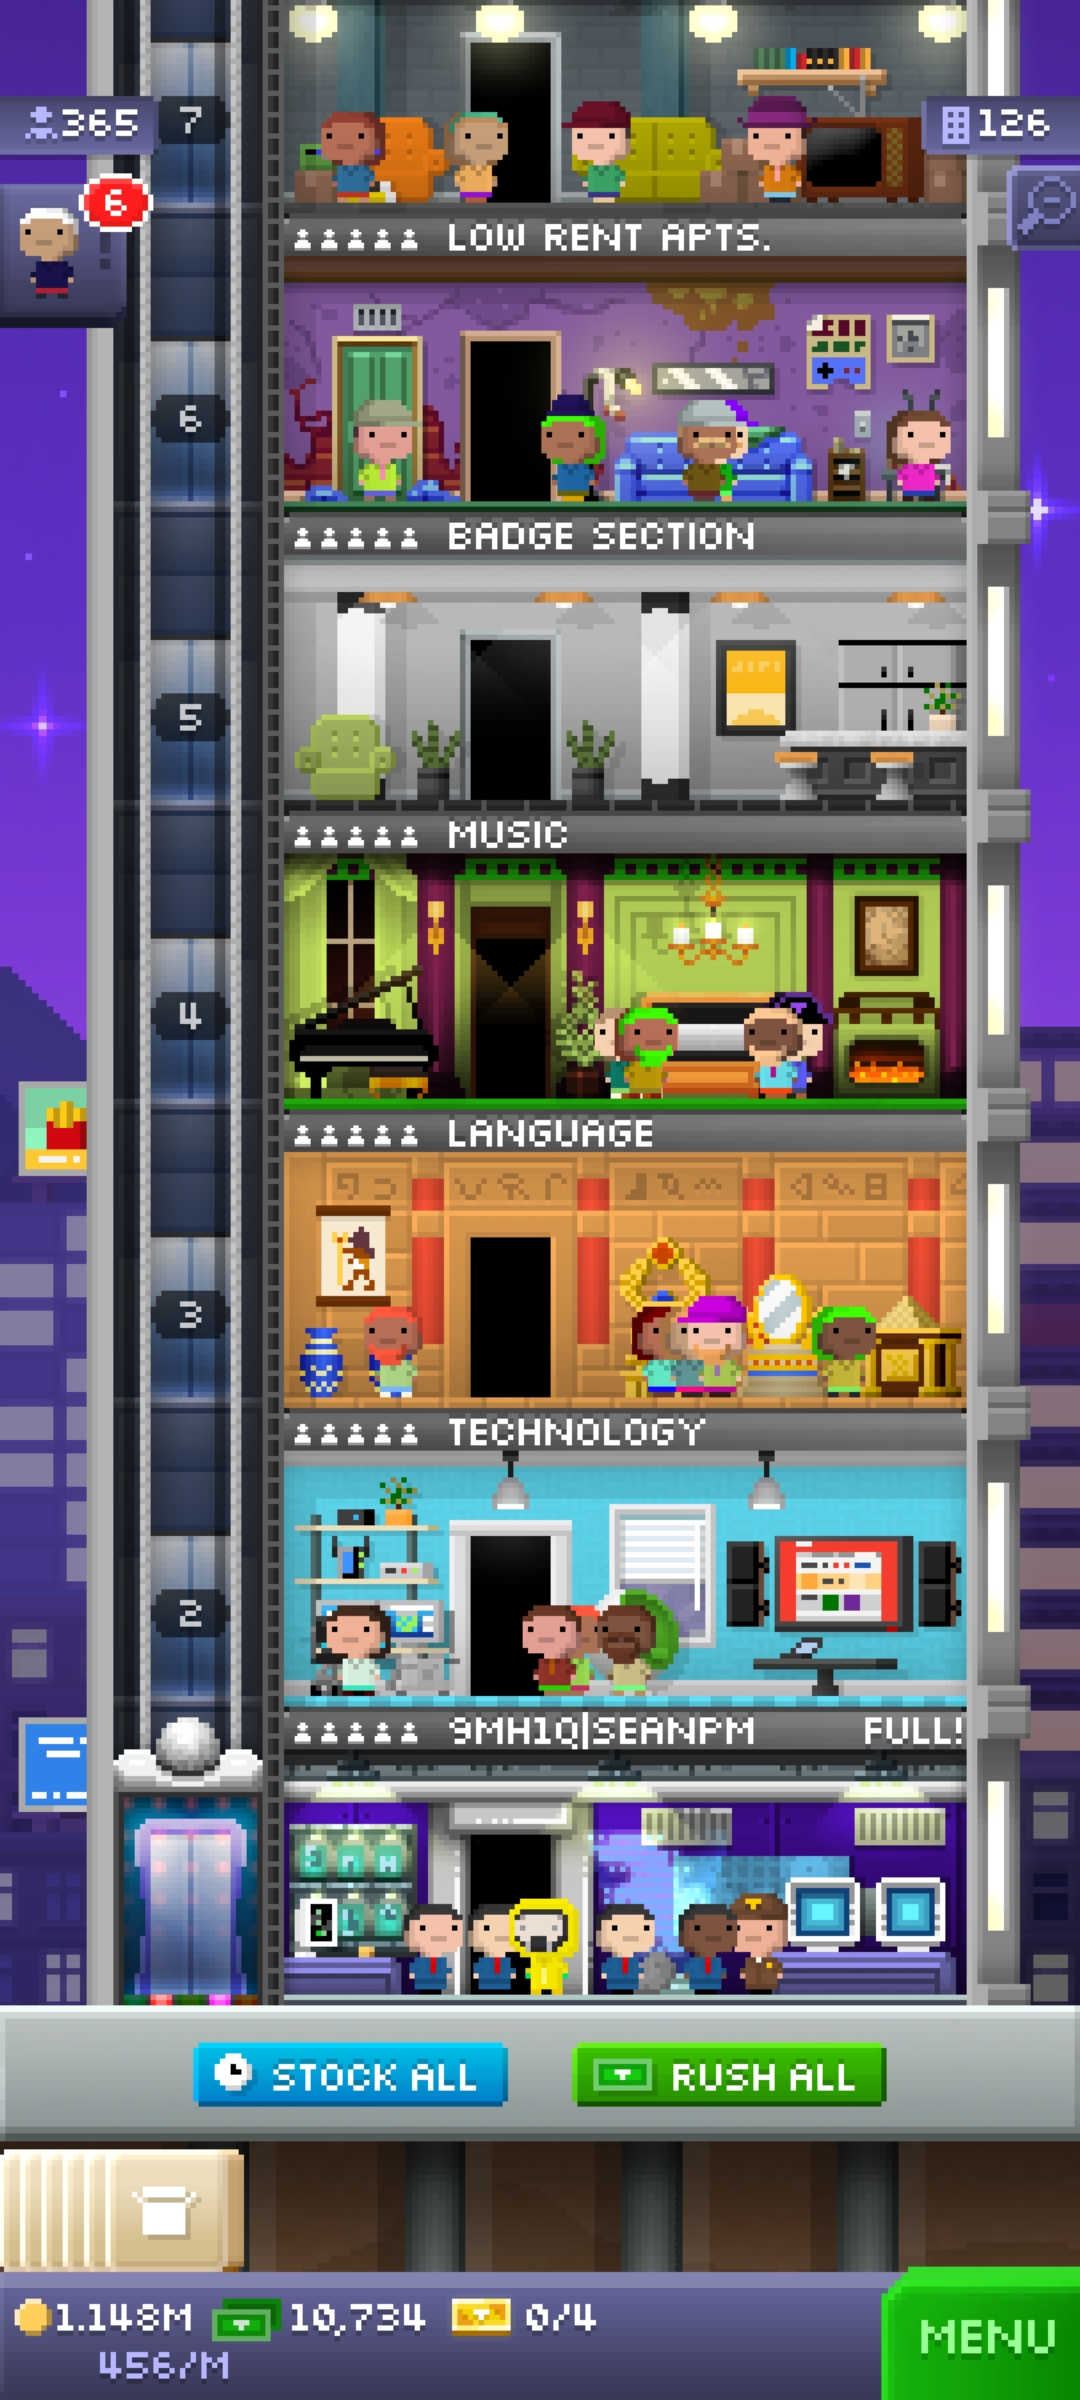 7
365
126
6
LOW RENT APTS.
6
BADGE SECTION
5
MUSIC
4
LANGUAGE
3
TECHNOLOGY
2
9MH1Q|SEANPM FULL!
STOCK ALL
RUSH ALL
1.148M 10,734 0/4
456/M
MENU